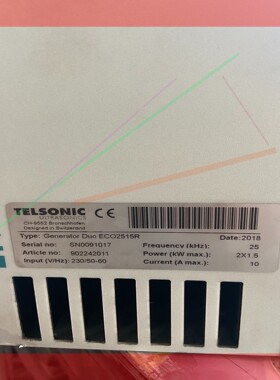 TELSONIC
ULTRASONICS
CH-9552 Bronschhofen
Designed in Switzerland
Type: Generator Duo ECO2515R Date: 2018
Serial no: SN0091017 Frequency (kHz): 25
Article no: 902242011 Power (kW max.): 2X1.5
Input (V/Hz): 230/50-60 Current (A max.): 10